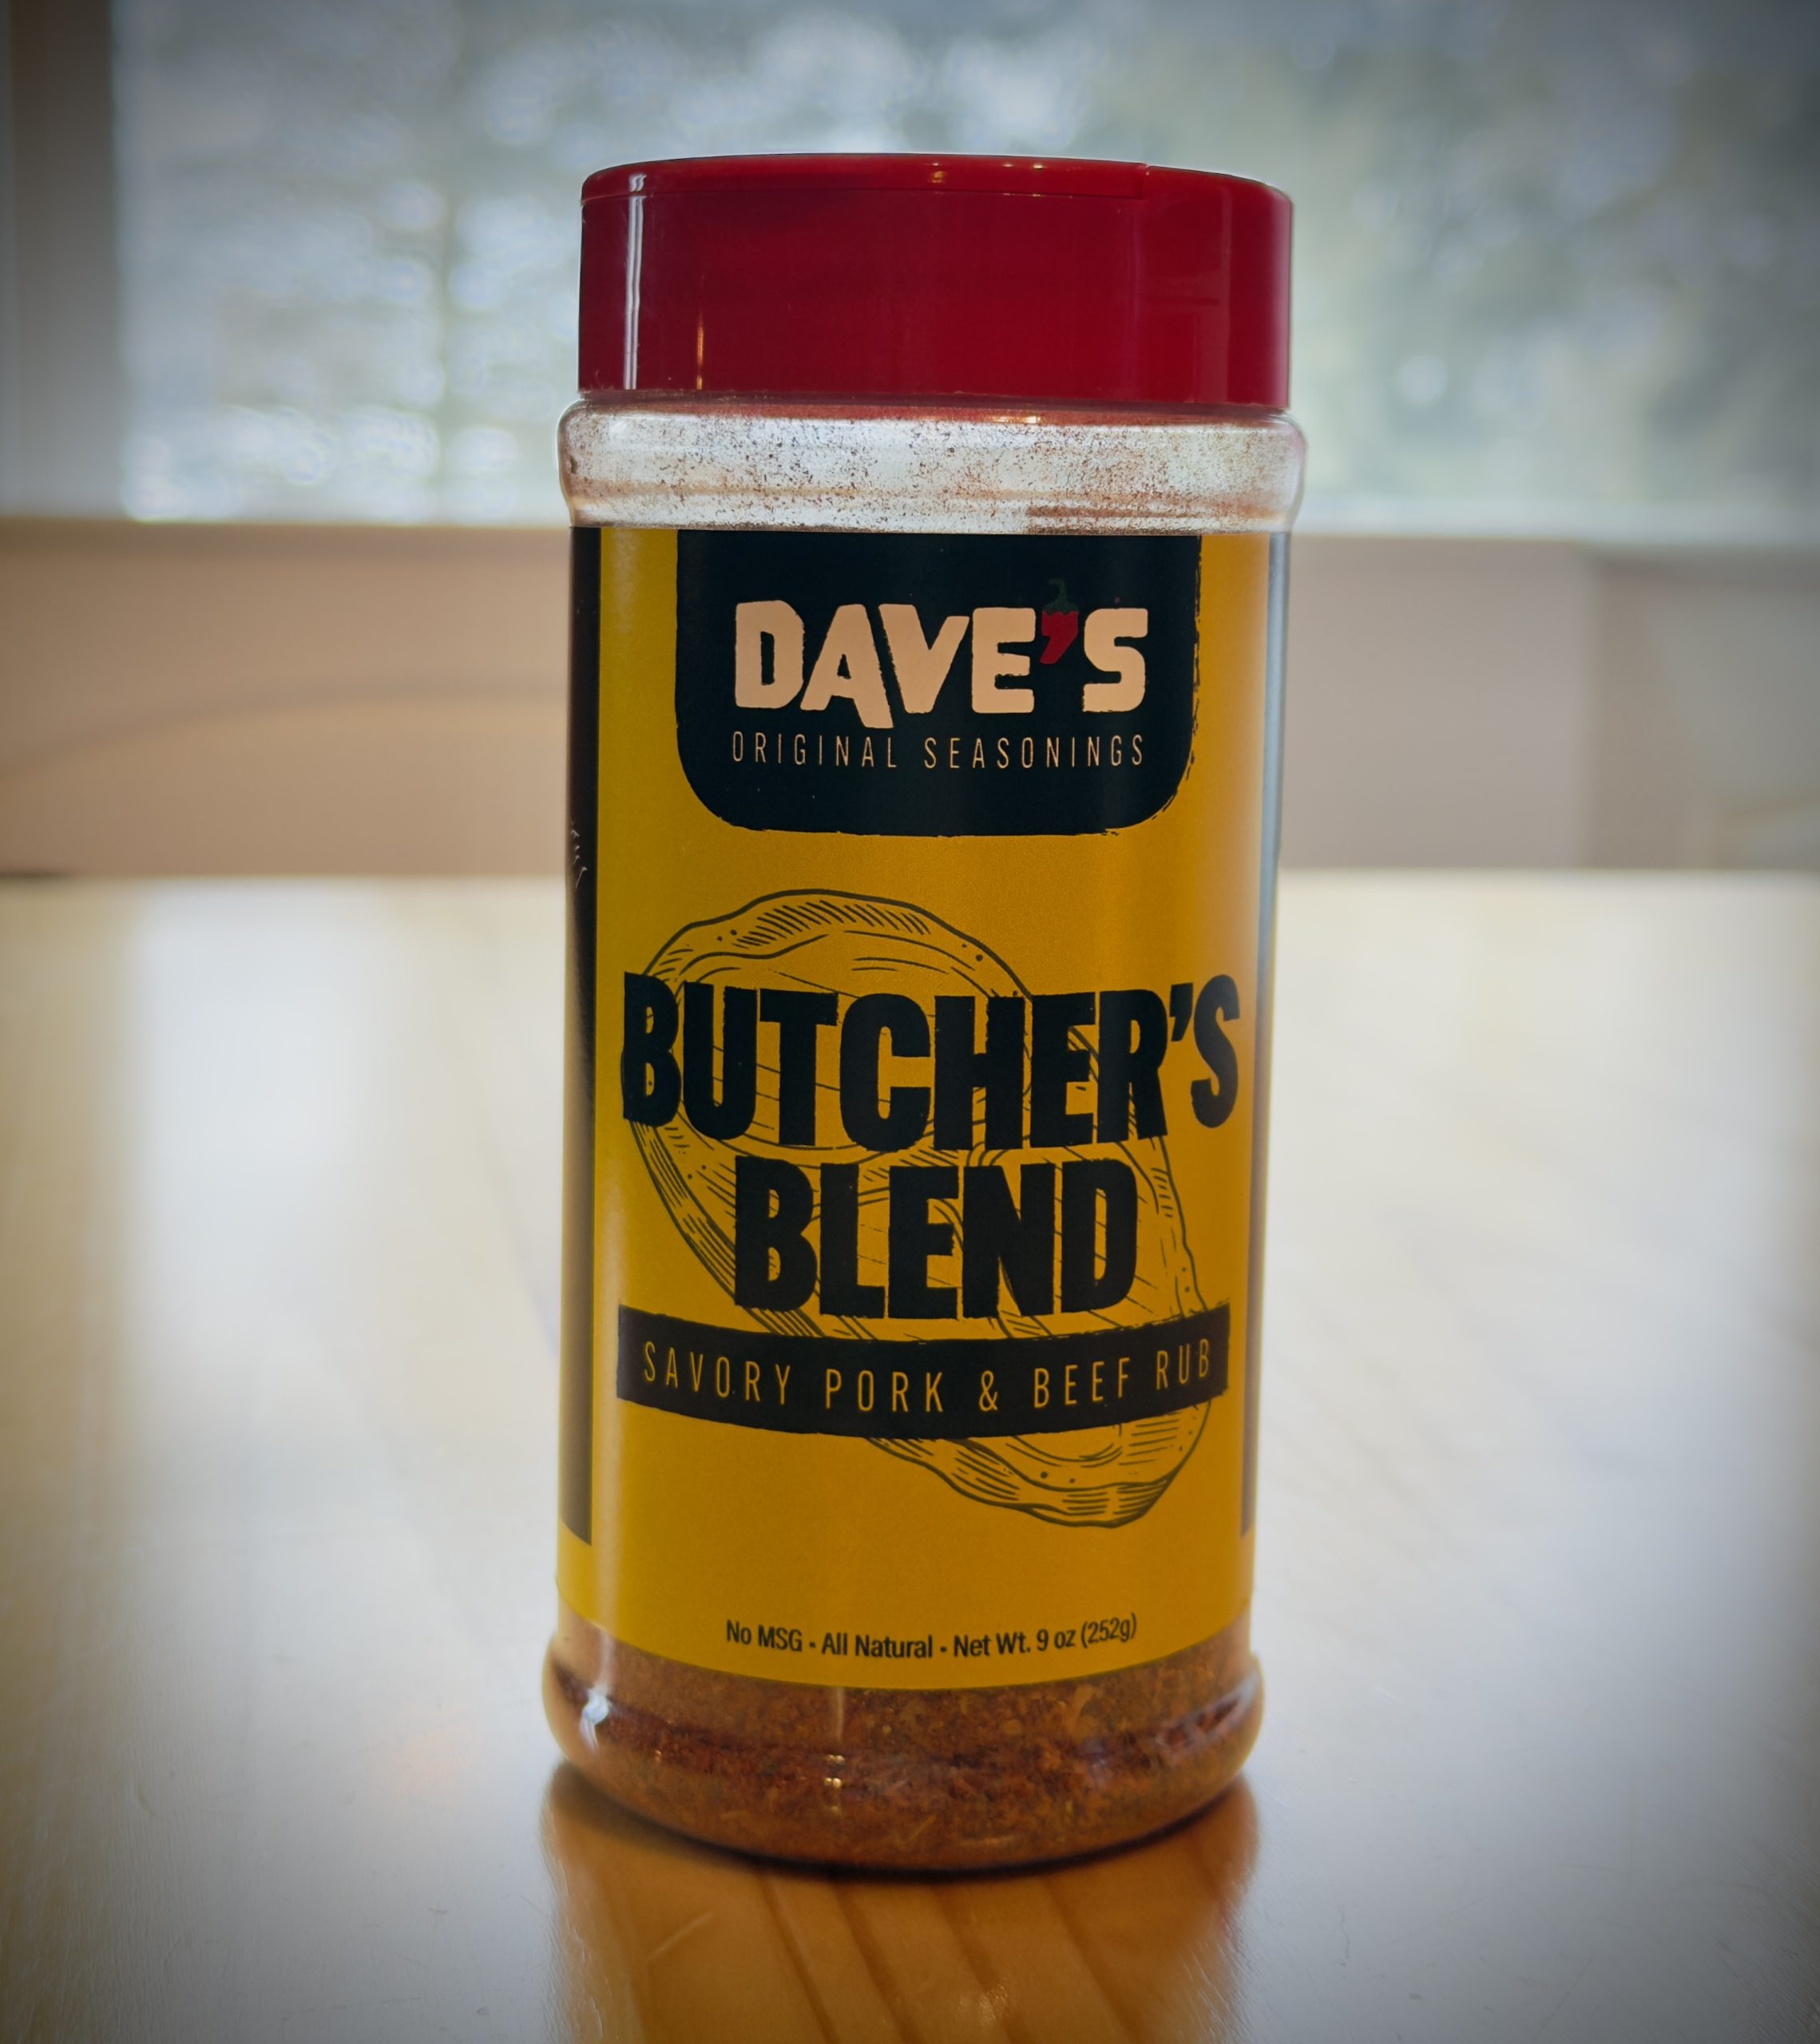 DAVE'S
ORIGINAL SEASONINGS
BUTCHER'S
BLEND
SAVORY PORK & BEEF RUB
No MSG • All Natural • Net Wt. 9 oz (252g)